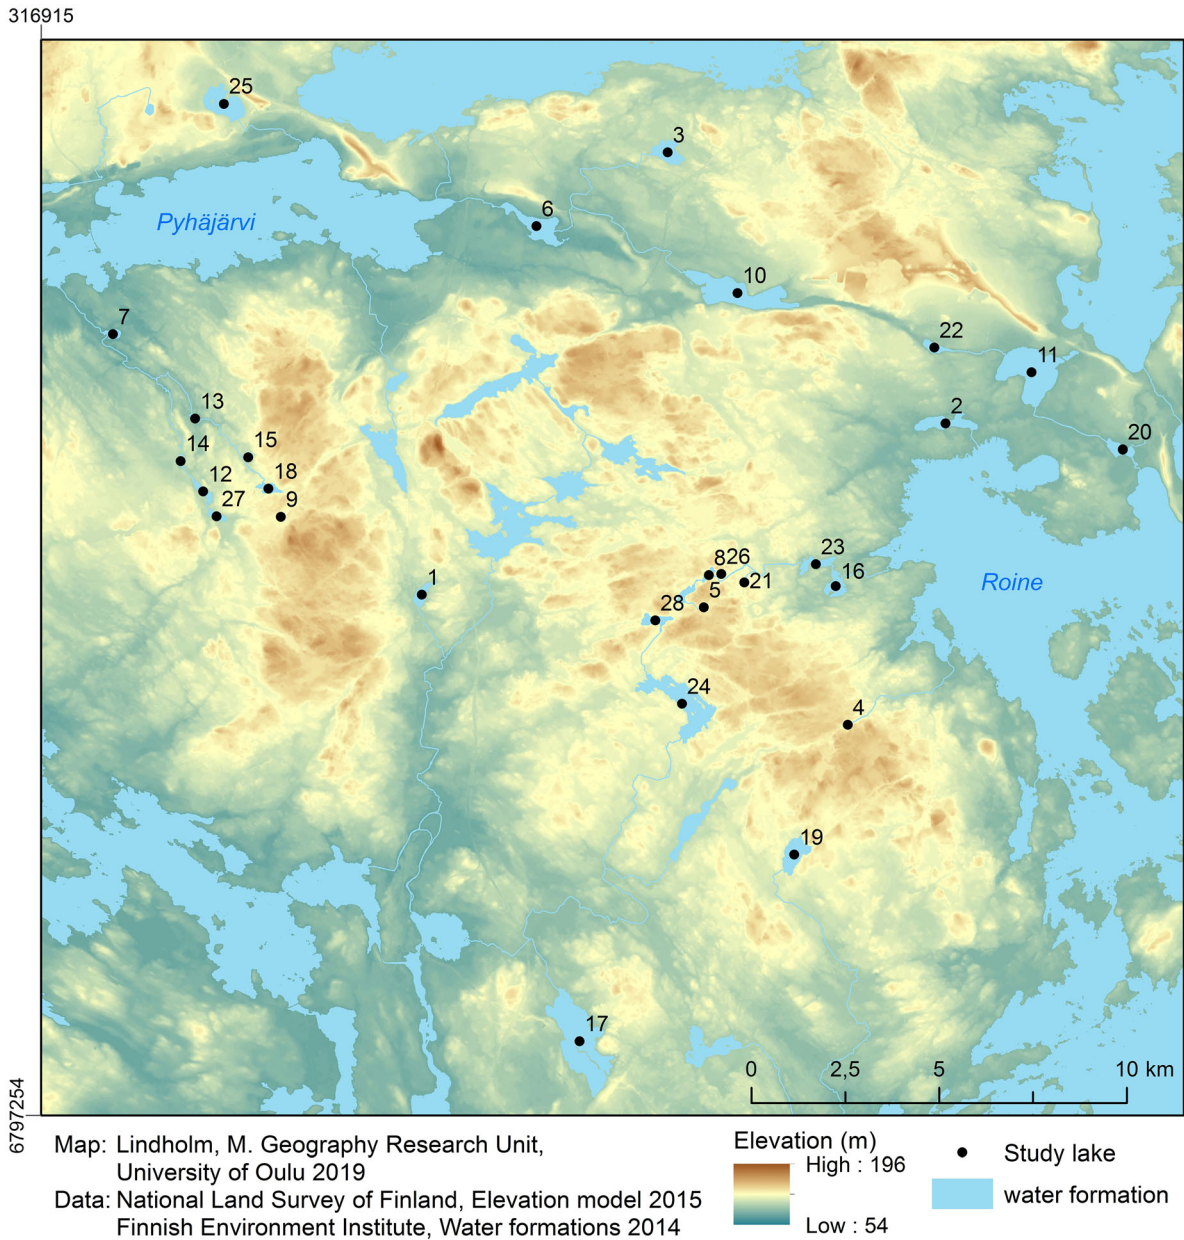 316915
25
3
Pyhäjärvi
6
10
7
22
11
13
2
14
15
20
12
18
27
9
1
8
26
23
21
16
Roine
5
28
24
4
19
17
0
2,5
5
10 km
6797254
Map: Lindholm, M. Geography Research Unit,
University of Oulu 2019
Data: National Land Survey of Finland, Elevation model 2015
Finnish Environment Institute, Water formations 2014
Elevation (m)
High : 196
Low : 54
Study lake
water formation